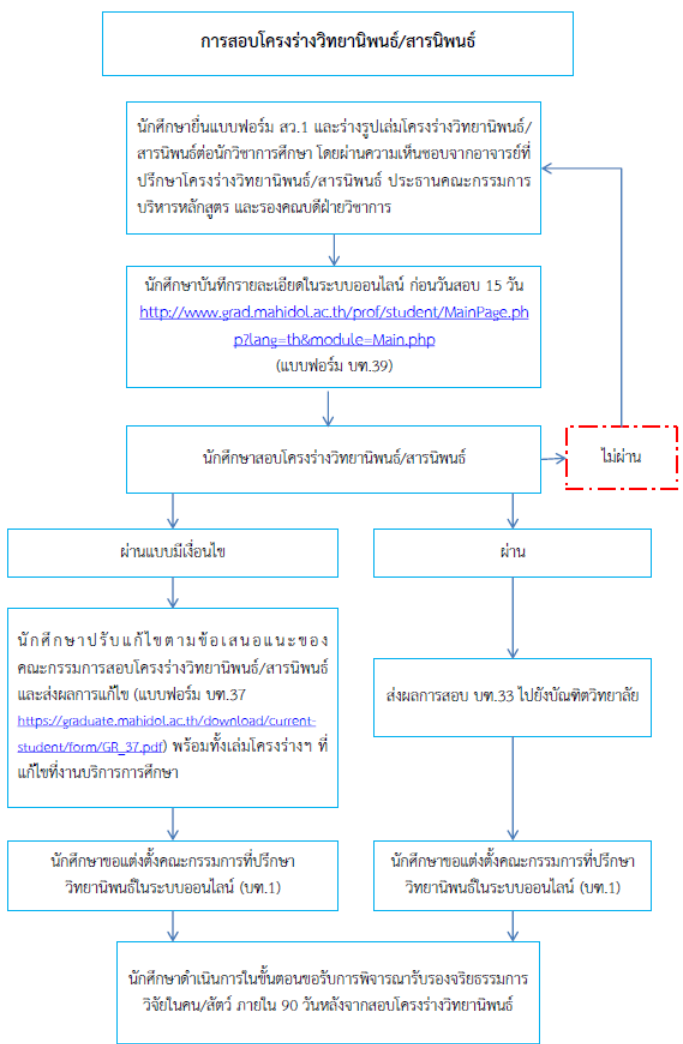 การสอบโครงร่างวิทยานิพนธ์/สารนิพนธ์
นักศึกษายื่นแบบฟอร์ม สว.1 และร่างรูปเล่มโครงร่างวิทยานิพนธ์/
สารนิพนธ์ต่อนักวิชาการศึกษา โดยผ่านความเห็นชอบจากอาจารย์ที่
ปรึกษาโครงร่างวิทยานิพนธ์/สารนิพนธ์ ประธานคณะกรรมการ
บริหารหลักสูตร และรองคณบดีฝ่ายวิชาการ
นักศึกษาบันทึกรายละเอียดในระบบออนไลน์ ก่อนวันสอบ 15 วัน
http://www.grad.mahidol.ac.th/prof/student/MainPage.ph
p?lang=th&module=Main.php
(แบบฟอร์ม บฑ.39)
นักศึกษาสอบโครงร่างวิทยานิพนธ์/สารนิพนธ์
ไม่ผ่าน
ผ่านแบบมีเงื่อนไข
ผ่าน
นักศึกษาปรับแก้ไขตามข้อเสนอแนะของ
คณะกรรมการสอบโครงร่างวิทยานิพนธ์/สารนิพนธ์
และส่งผลการแก้ไข (แบบฟอร์ม บฑ.37
https://graduate.mahidol.ac.th/download/current-
student/form/GR_37.pdf) พร้อมทั้งเล่มโครงร่างฯ ที่
แก้ไขที่งานบริการการศึกษา
ส่งผลการสอบ บฑ.33 ไปยังบัณฑิตวิทยาลัย
นักศึกษาขอแต่งตั้งคณะกรรมการที่ปรึกษา
วิทยานิพนธ์ในระบบออนไลน์ (บฑ.1)
นักศึกษาขอแต่งตั้งคณะกรรมการที่ปรึกษา
วิทยานิพนธ์ในระบบออนไลน์ (บฑ.1)
นักศึกษาดำเนินการในขั้นตอนขอรับการพิจารณารับรองจริยธรรมการ
วิจัยในคน/สัตว์ ภายใน 90 วันหลังจากสอบโครงร่างวิทยานิพนธ์